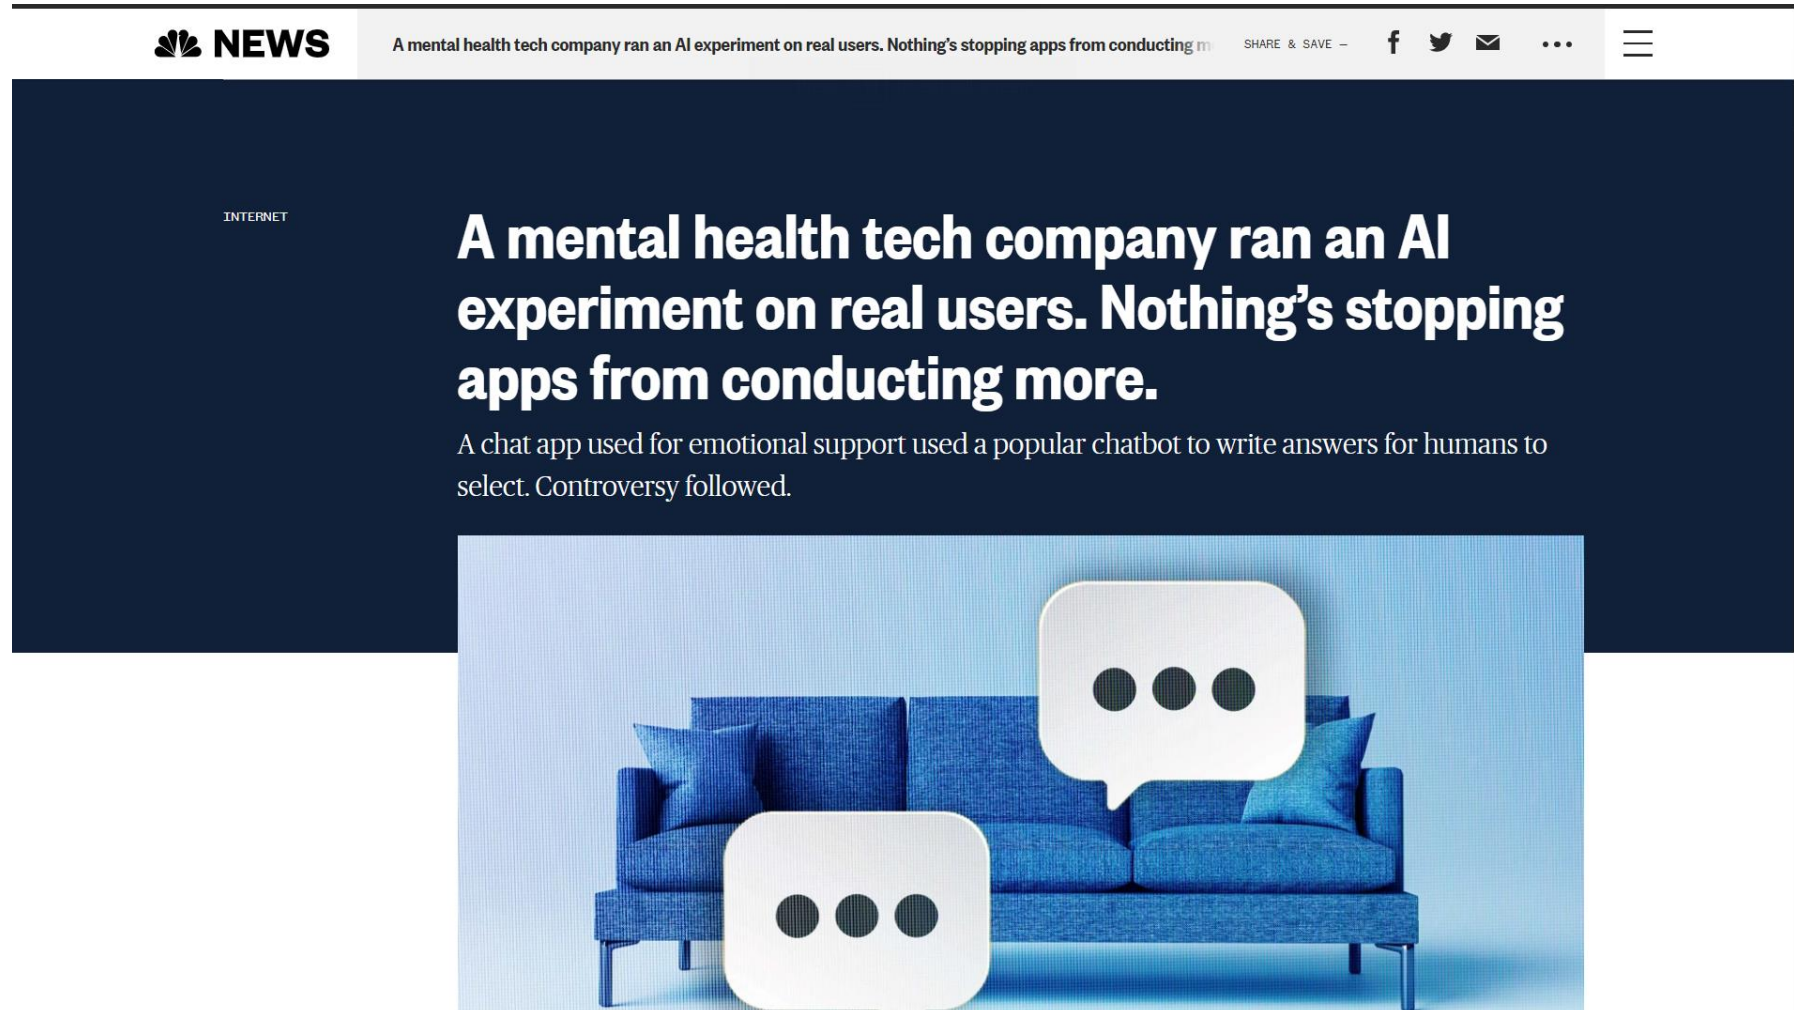 NEWS
A mental health tech company ran an AI experiment on real users. Nothing's stopping apps from conducting m
SHARE & SAVE —
INTERNET
A mental health tech company ran an AI
experiment on real users. Nothing's stopping
apps from conducting more.
A chat app used for emotional support used a popular chatbot to write answers for humans to
select. Controversy followed.